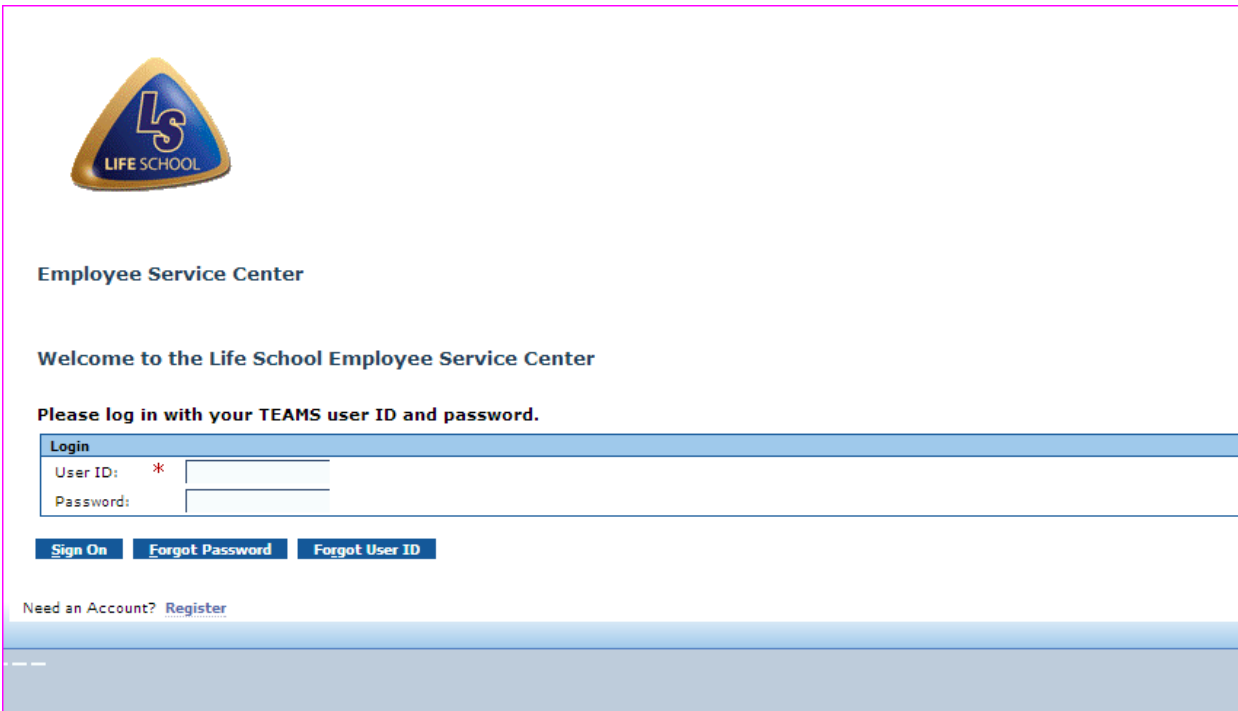 LS
LIFE SCHOOL
Employee Service Center
Welcome to the Life School Employee Service Center
Please log in with your TEAMS user ID and password.
Login
User ID: *
Password:
Sign On Forgot Password Forgot User ID
Need an Account? Register